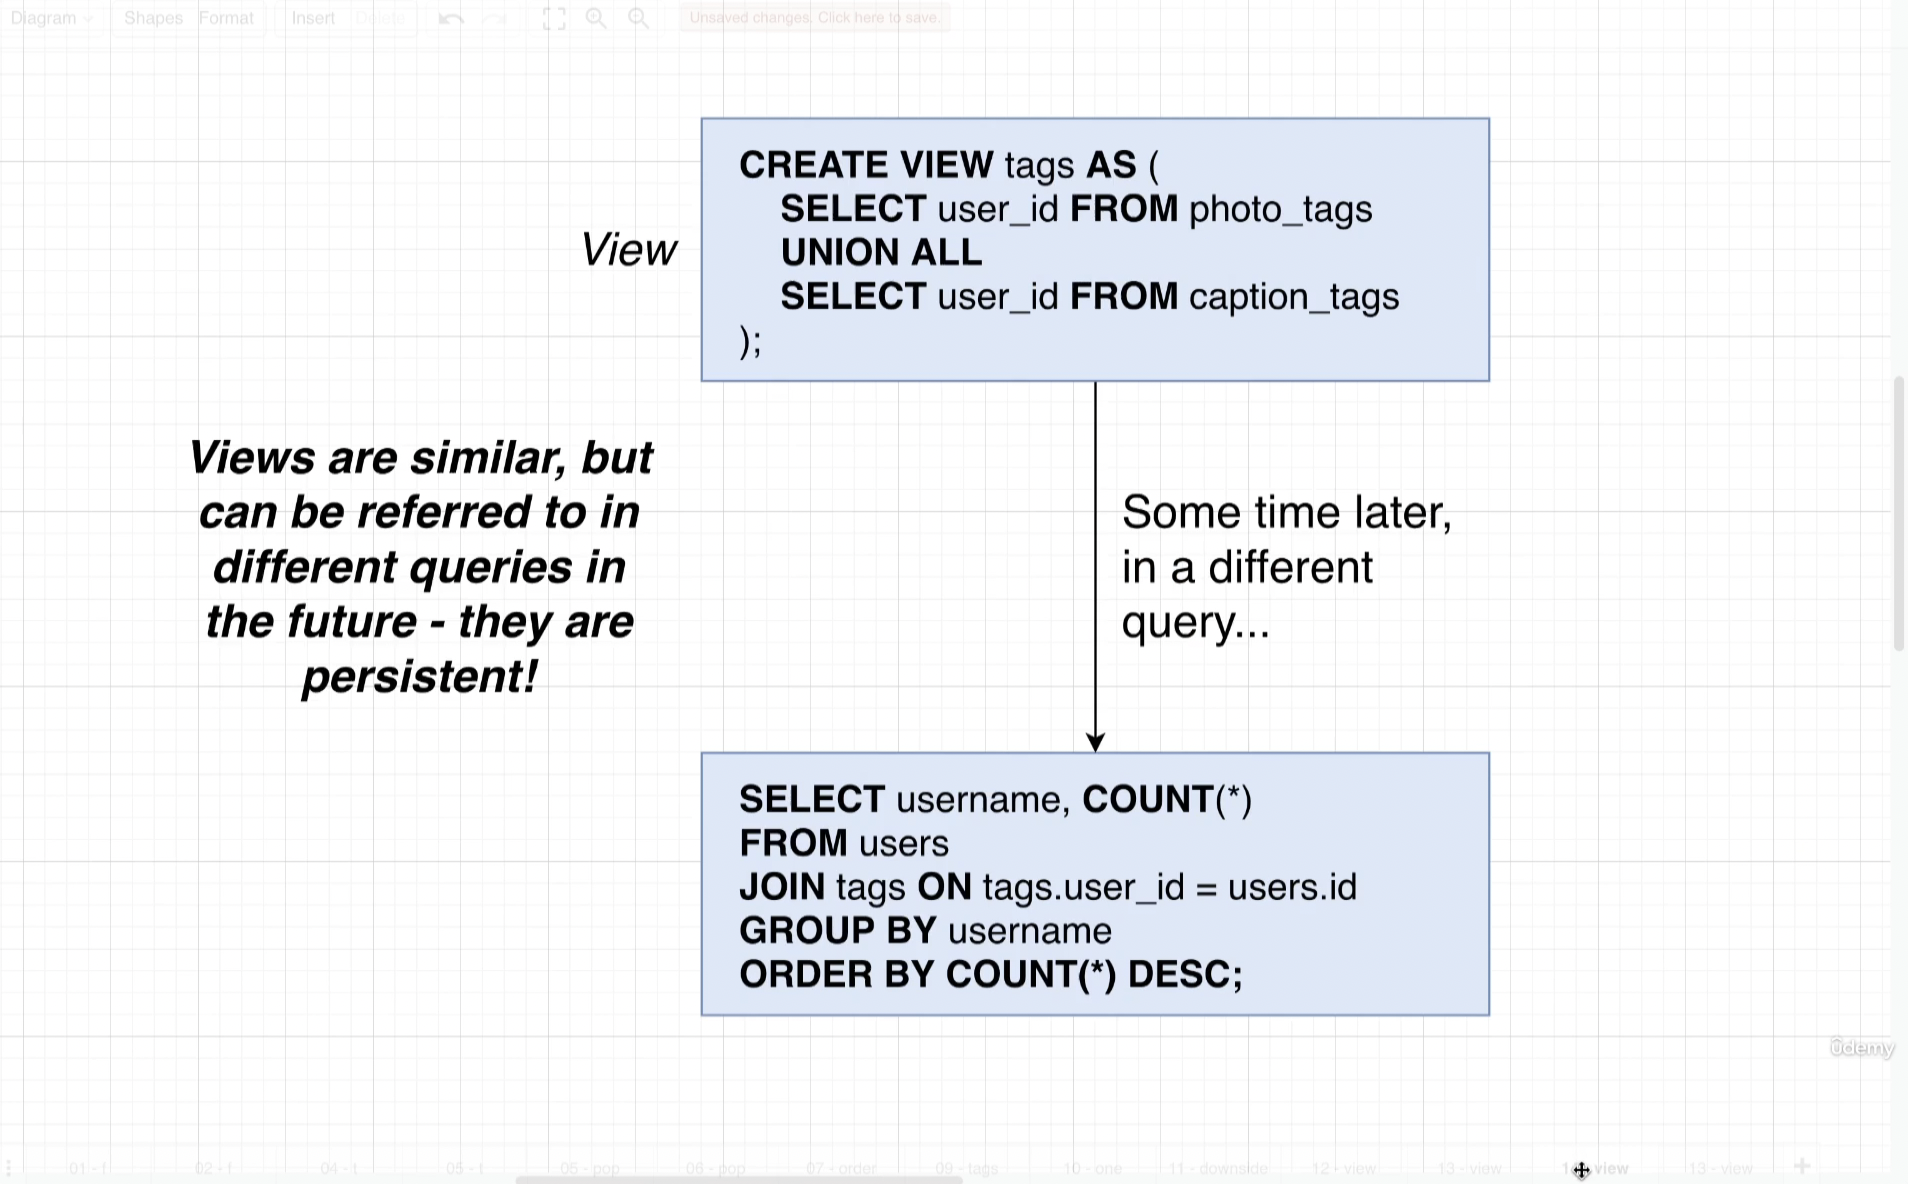 Diagram
Shapes
Format
Insert
Delete
Unsaved changes. Click here to save.
View
CREATE VIEW tags AS (
SELECT user_id FROM photo_tags
UNION ALL
SELECT user_id FROM caption_tags
);
Views are similar, but
can be referred to in
different queries in
the future - they are
persistent!
Some time later,
in a different
query...
SELECT username, COUNT(*)
FROM users
JOIN tags ON tags.user_id = users.id
GROUP BY username
ORDER BY COUNT(*) DESC;
ûdemy
01 - f
02 - f
04 - t
05 - t
05 - pop
06 - pop
07 - order
09 - tags
10 - one
11 - downside
12 - view
13 - view
view
13 - view